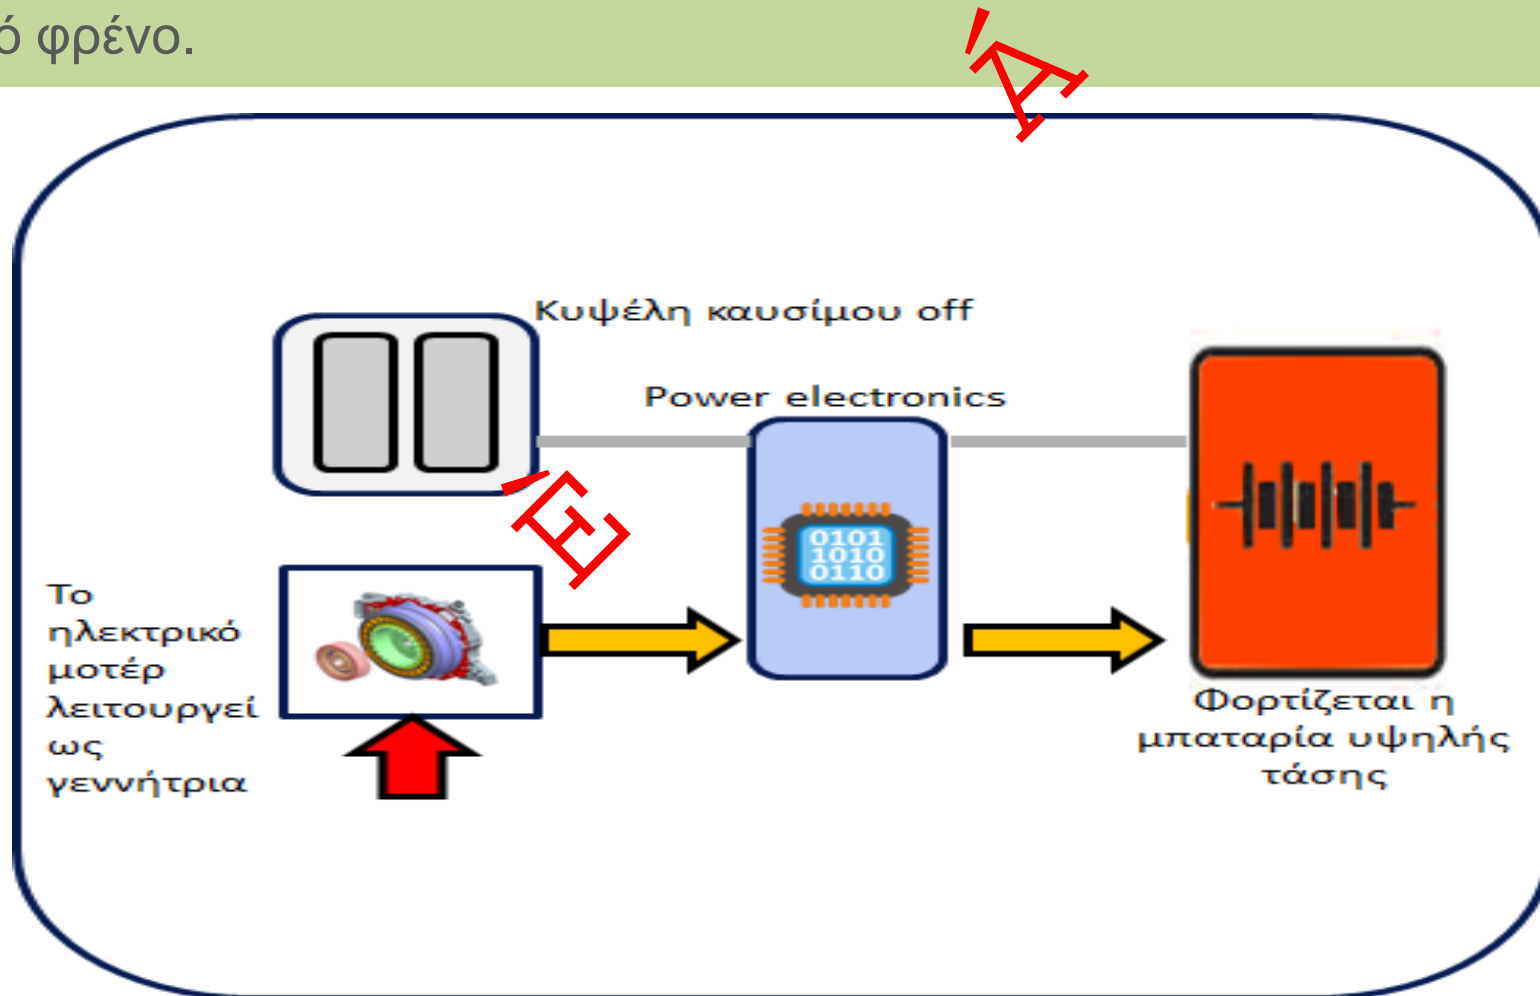 ό φρένο.
Ά
Κυψέλη καυσίμου off
Power electronics
Έ
0101
1010
0110
Το
ηλεκτρικό
μοτέρ
λειτουργεί
ως
γεννήτρια
Φορτίζεται η
μπαταρία υψηλής
τάσης